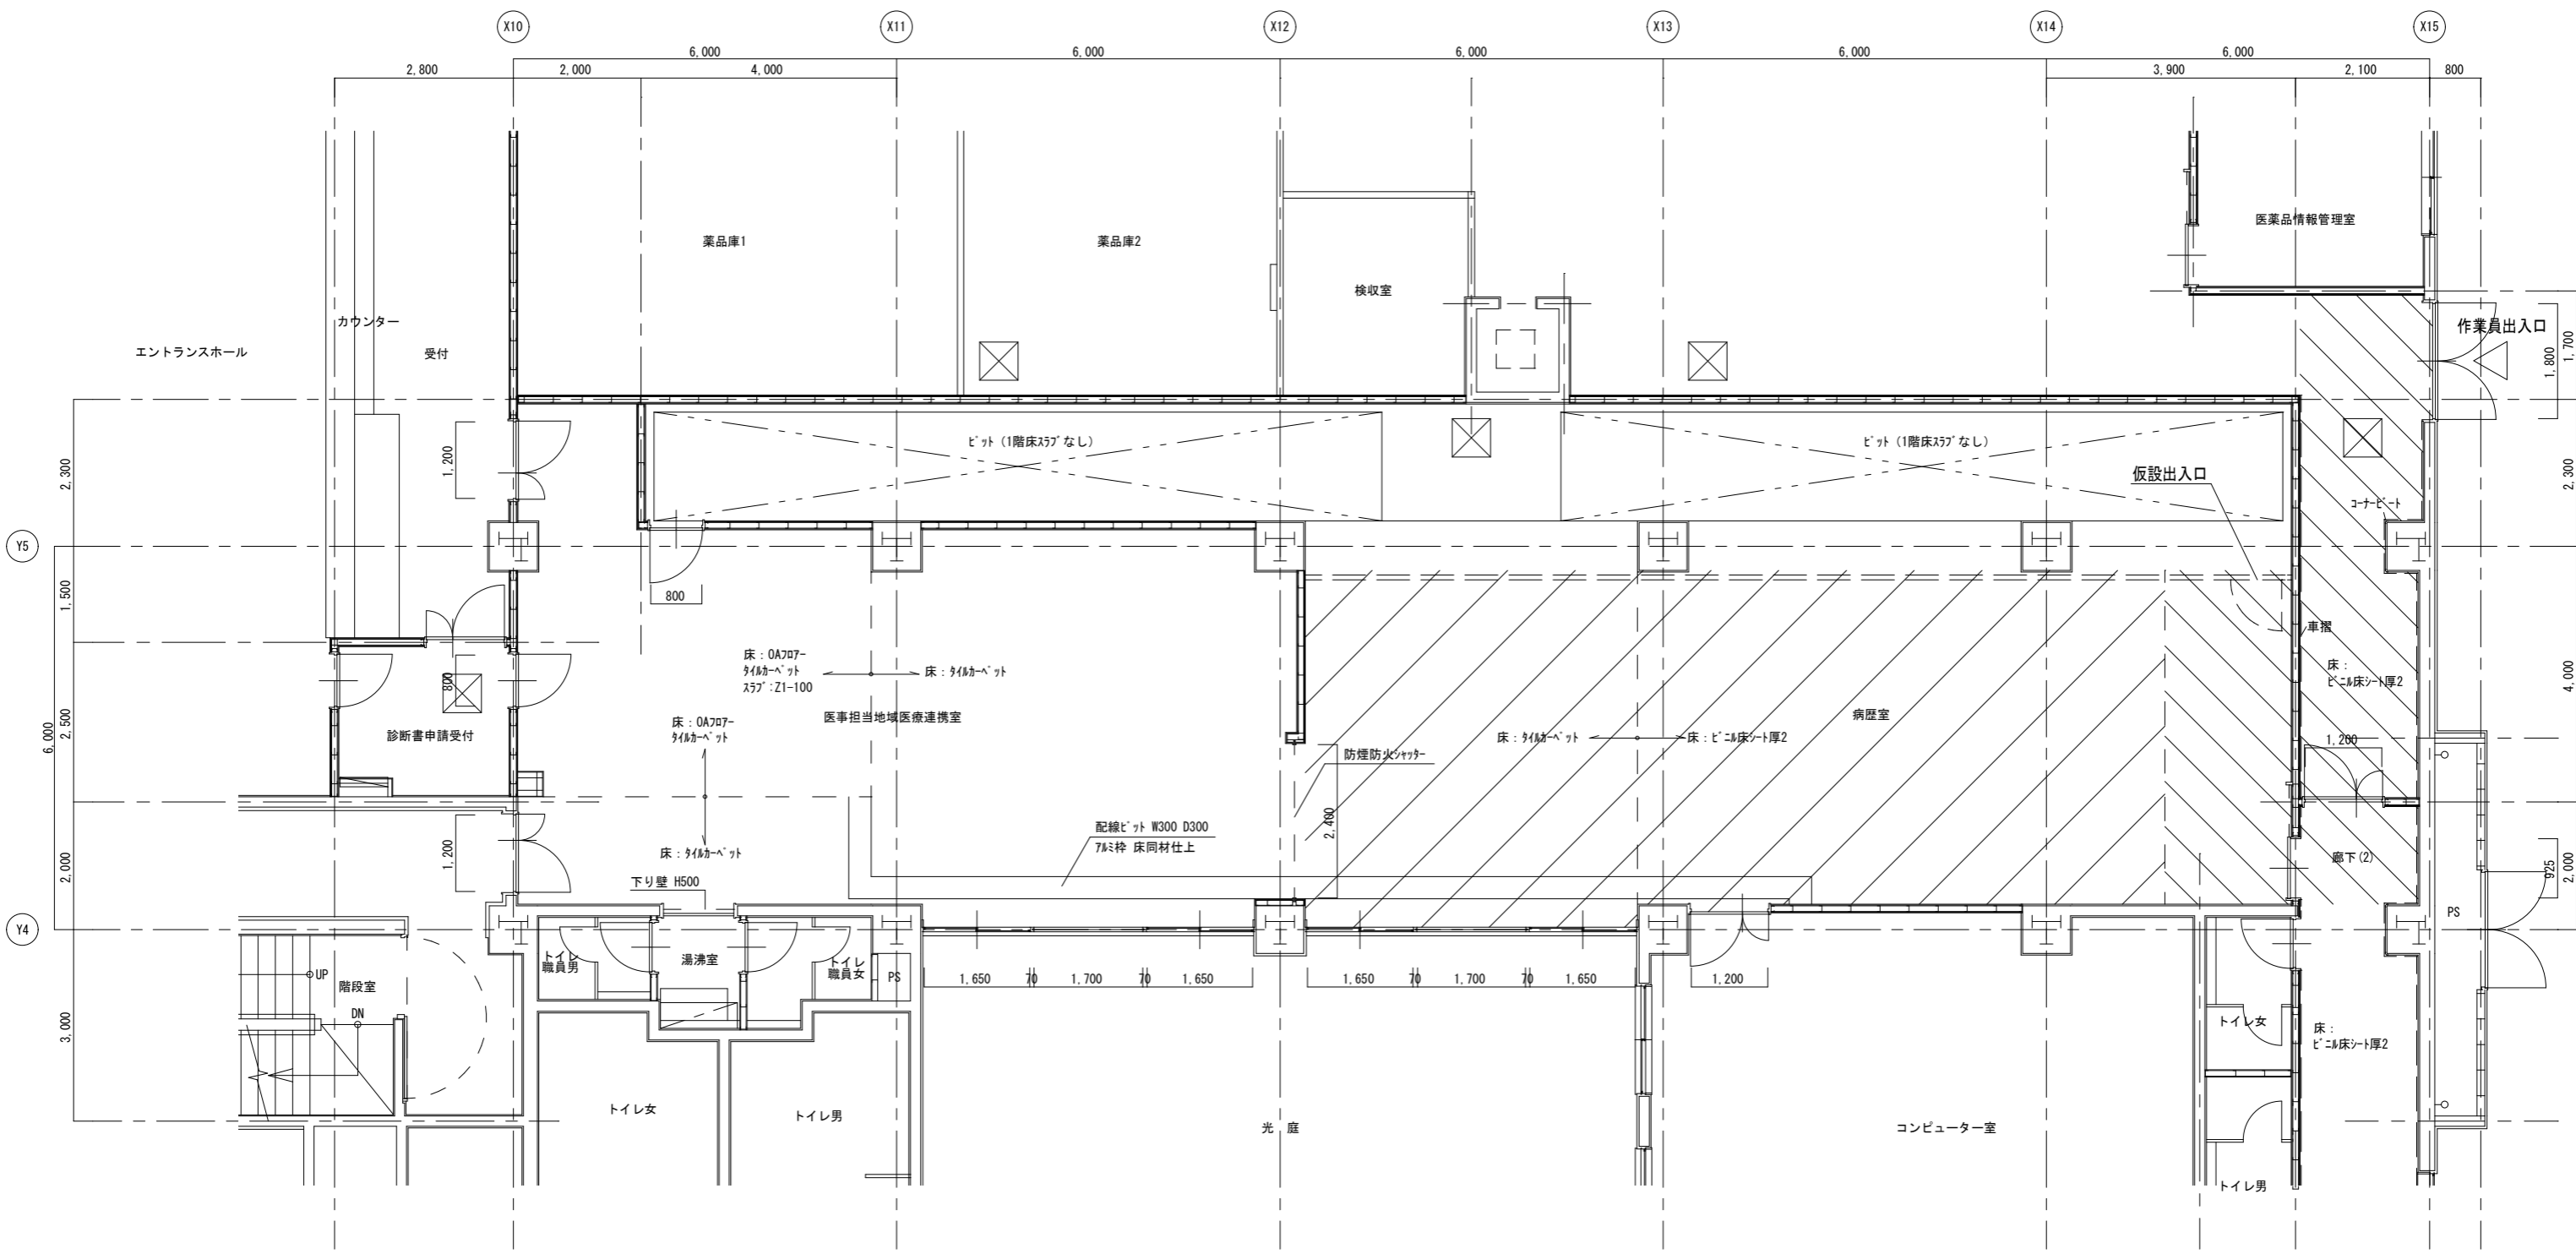 X10
X11
X12
X13
X14
X15
6,000
6,000
6,000
6,000
6,000
2,800
2,000
4,000
3,900
2,100
800
薬品庫1
薬品庫2
検収室
医薬品情報管理室
エントランスホール
カウンター
受付
作業員出入口
1,800
1,700
ピット (1階床スラブなし)
ピット (1階床スラブなし)
仮設出入口
コーナービート
2,300
1,200
2,300
Y5
800
1,500
車摺
床:OAフロアー
タイルカーペット
スラブ:Z1-100
床:タイルカーペット
医事担当地域医療連携室
床:OAフロアー
タイルカーペット
床:タイルカーペット
病歴室
床:タイルカーペット
床:ビニル床シート厚2
床:
ビニル床シート厚2
4,000
6,000
2,500
800
診断書申請受付
防煙防火シャッター
1,200
2,400
配線ピット W300 D300
アルミ枠 床同材仕上
1,200
2,000
廊下(2)
925
2,000
下り壁 H500
Y4
PS
トイレ
職員男
湯沸室
トイレ
職員女
PS
1,650
70
1,700
70
1,650
1,650
70
1,700
70
1,650
1,200
UP
階段室
DN
3,000
トイレ女
床:
ビニル床シート厚2
トイレ女
トイレ男
光 庭
コンピューター室
トイレ男